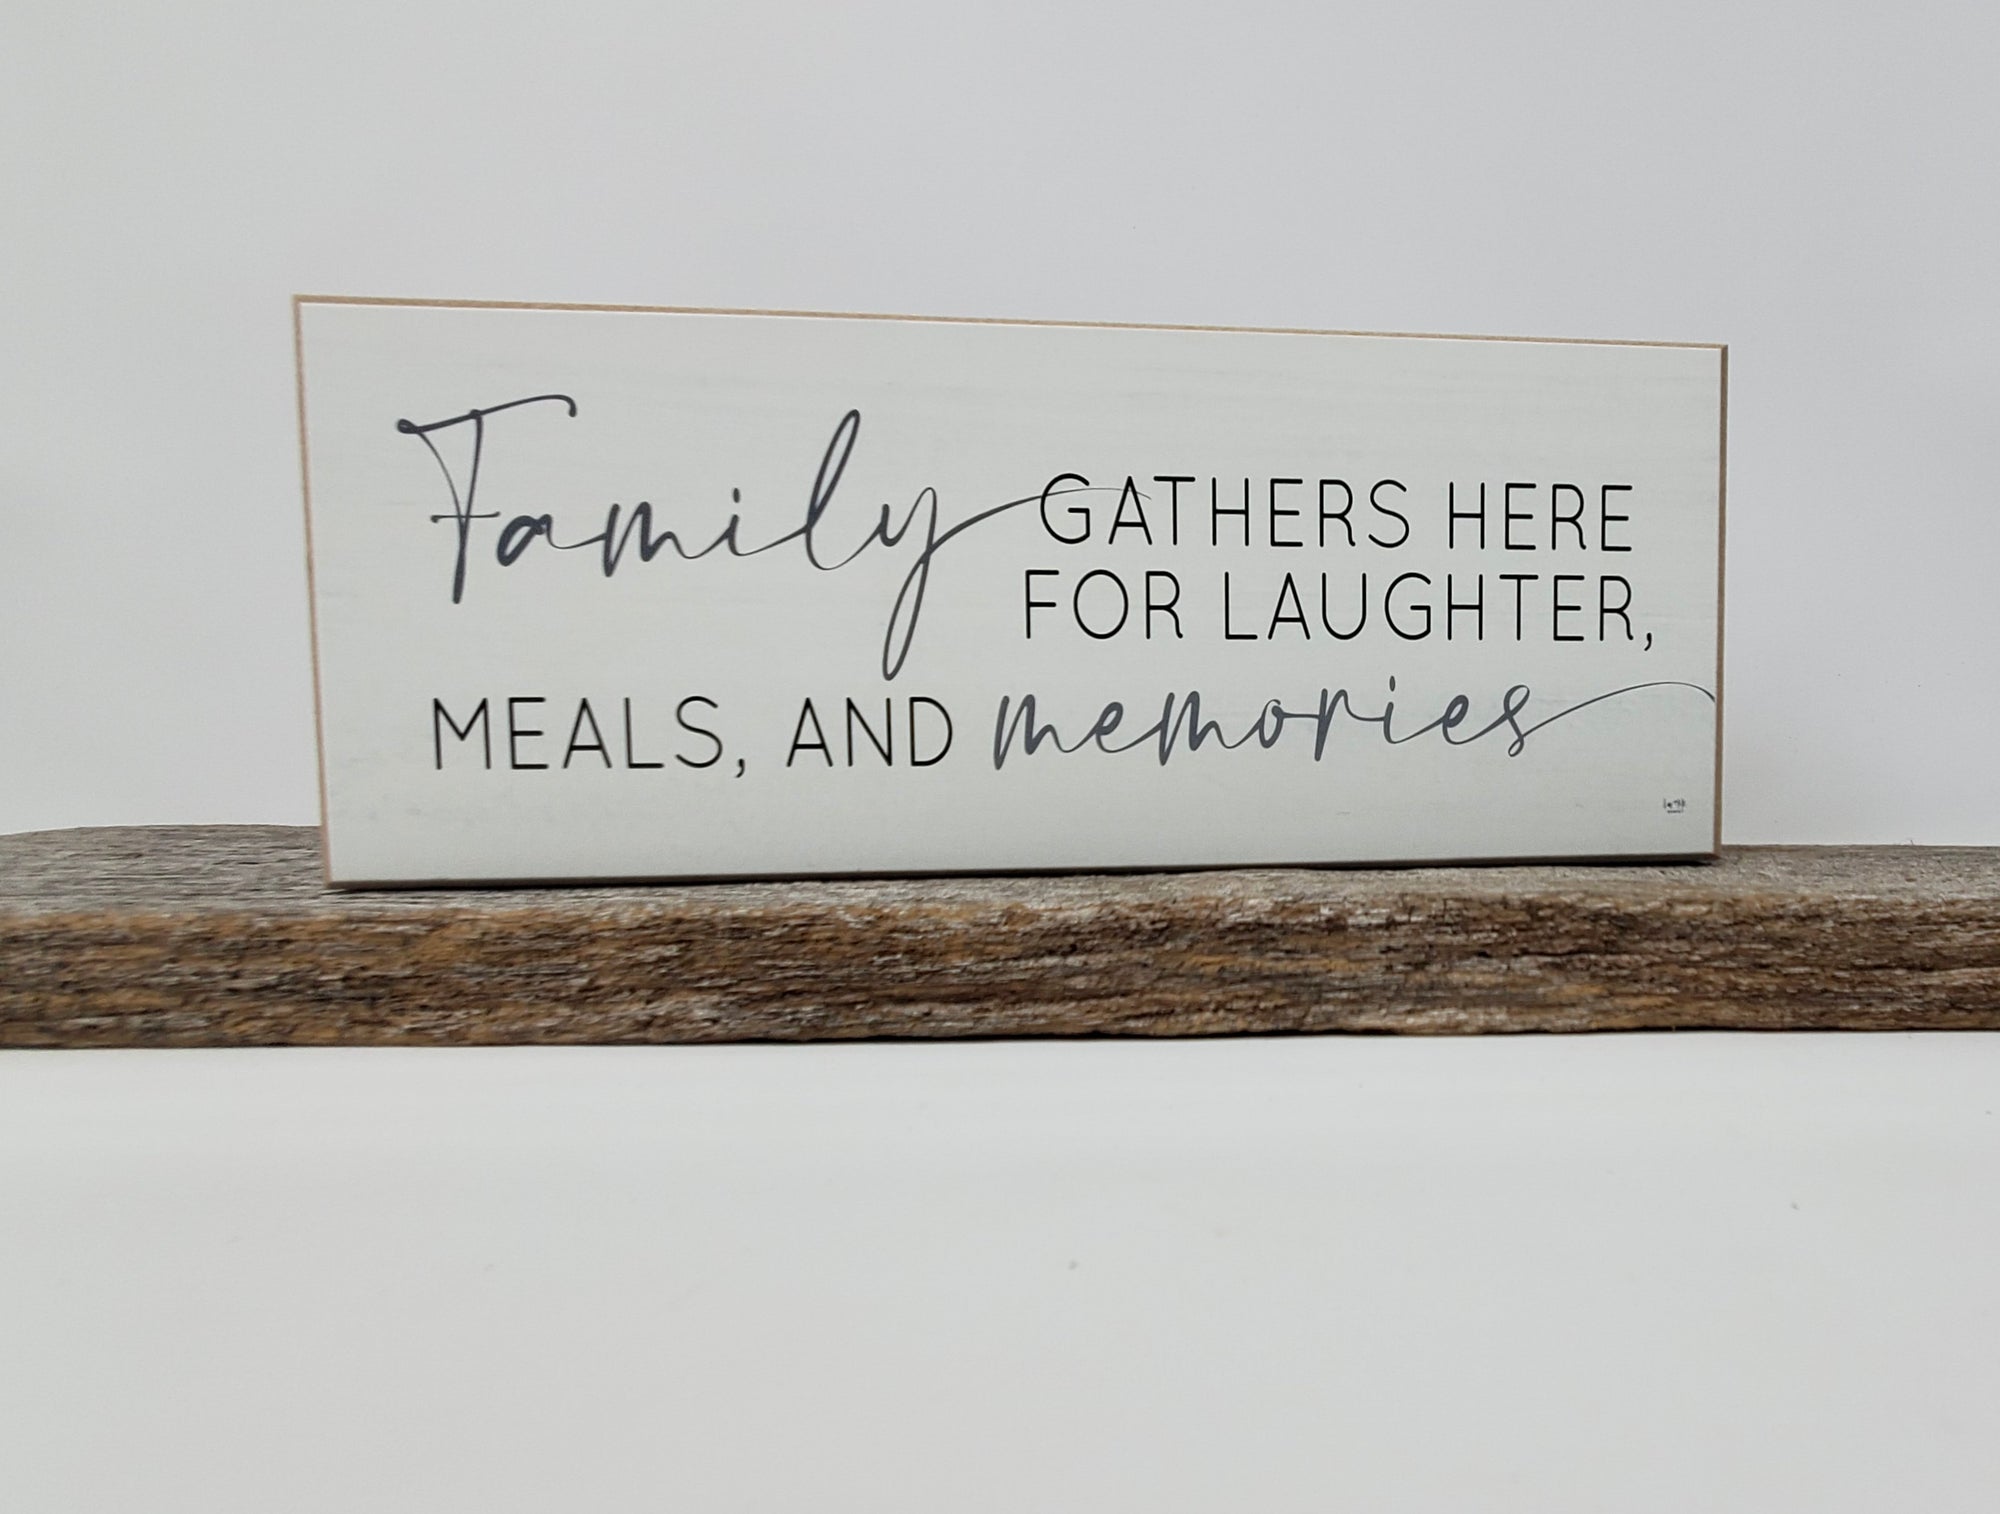 Family GATHERS HERE
FOR LAUGHTER,
MEALS, AND memories